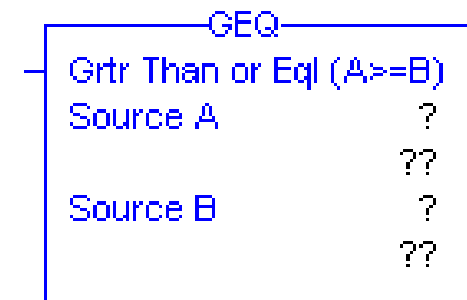 GEQ
Grtr Than or Eql (A>=B)
Source A ?
??
Source B ?
??